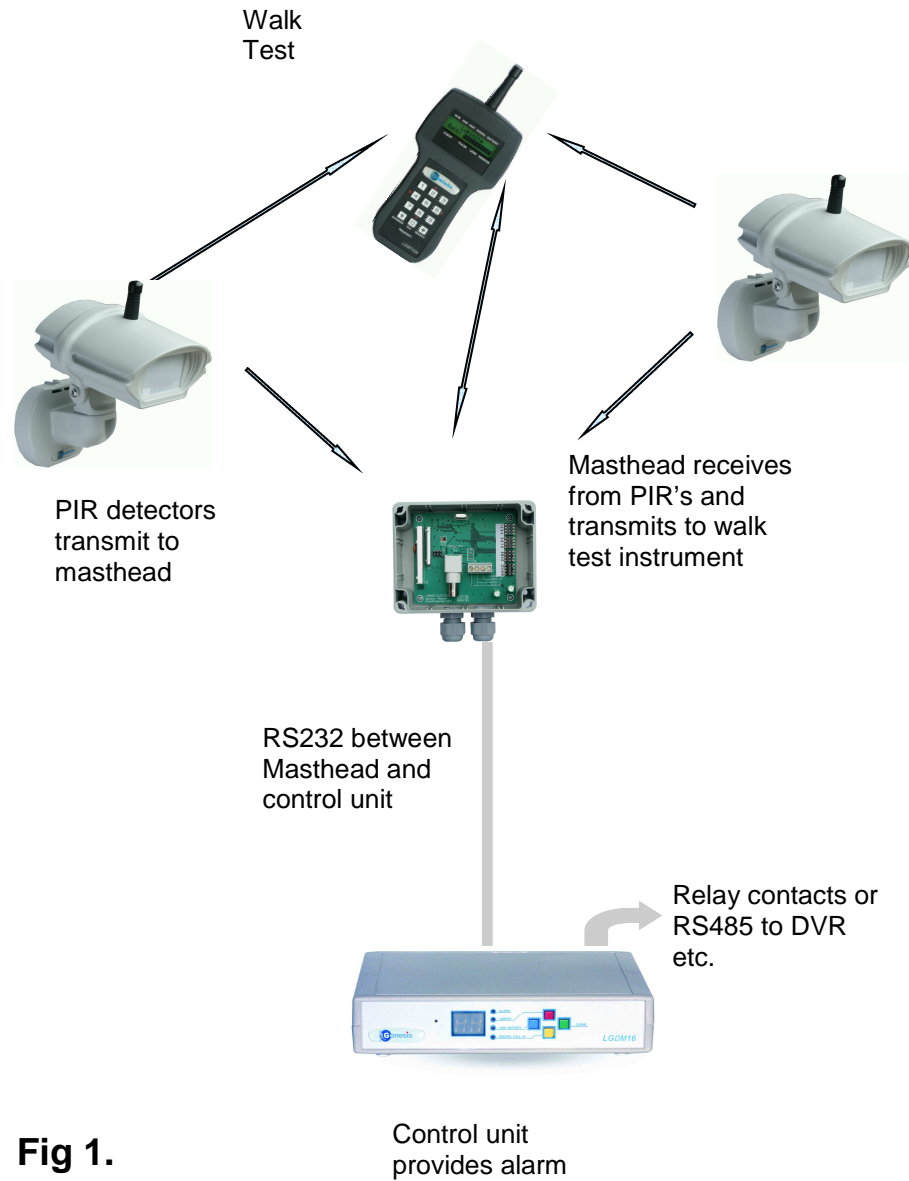 Walk
Test
PIR detectors
transmit to
masthead
Masthead receives
from PIR's and
transmits to walk
test instrument
RS232 between
Masthead and
control unit
Relay contacts or
RS485 to DVR
etc.
Genesis
LGDM16
Fig 1.
Control unit
provides alarm